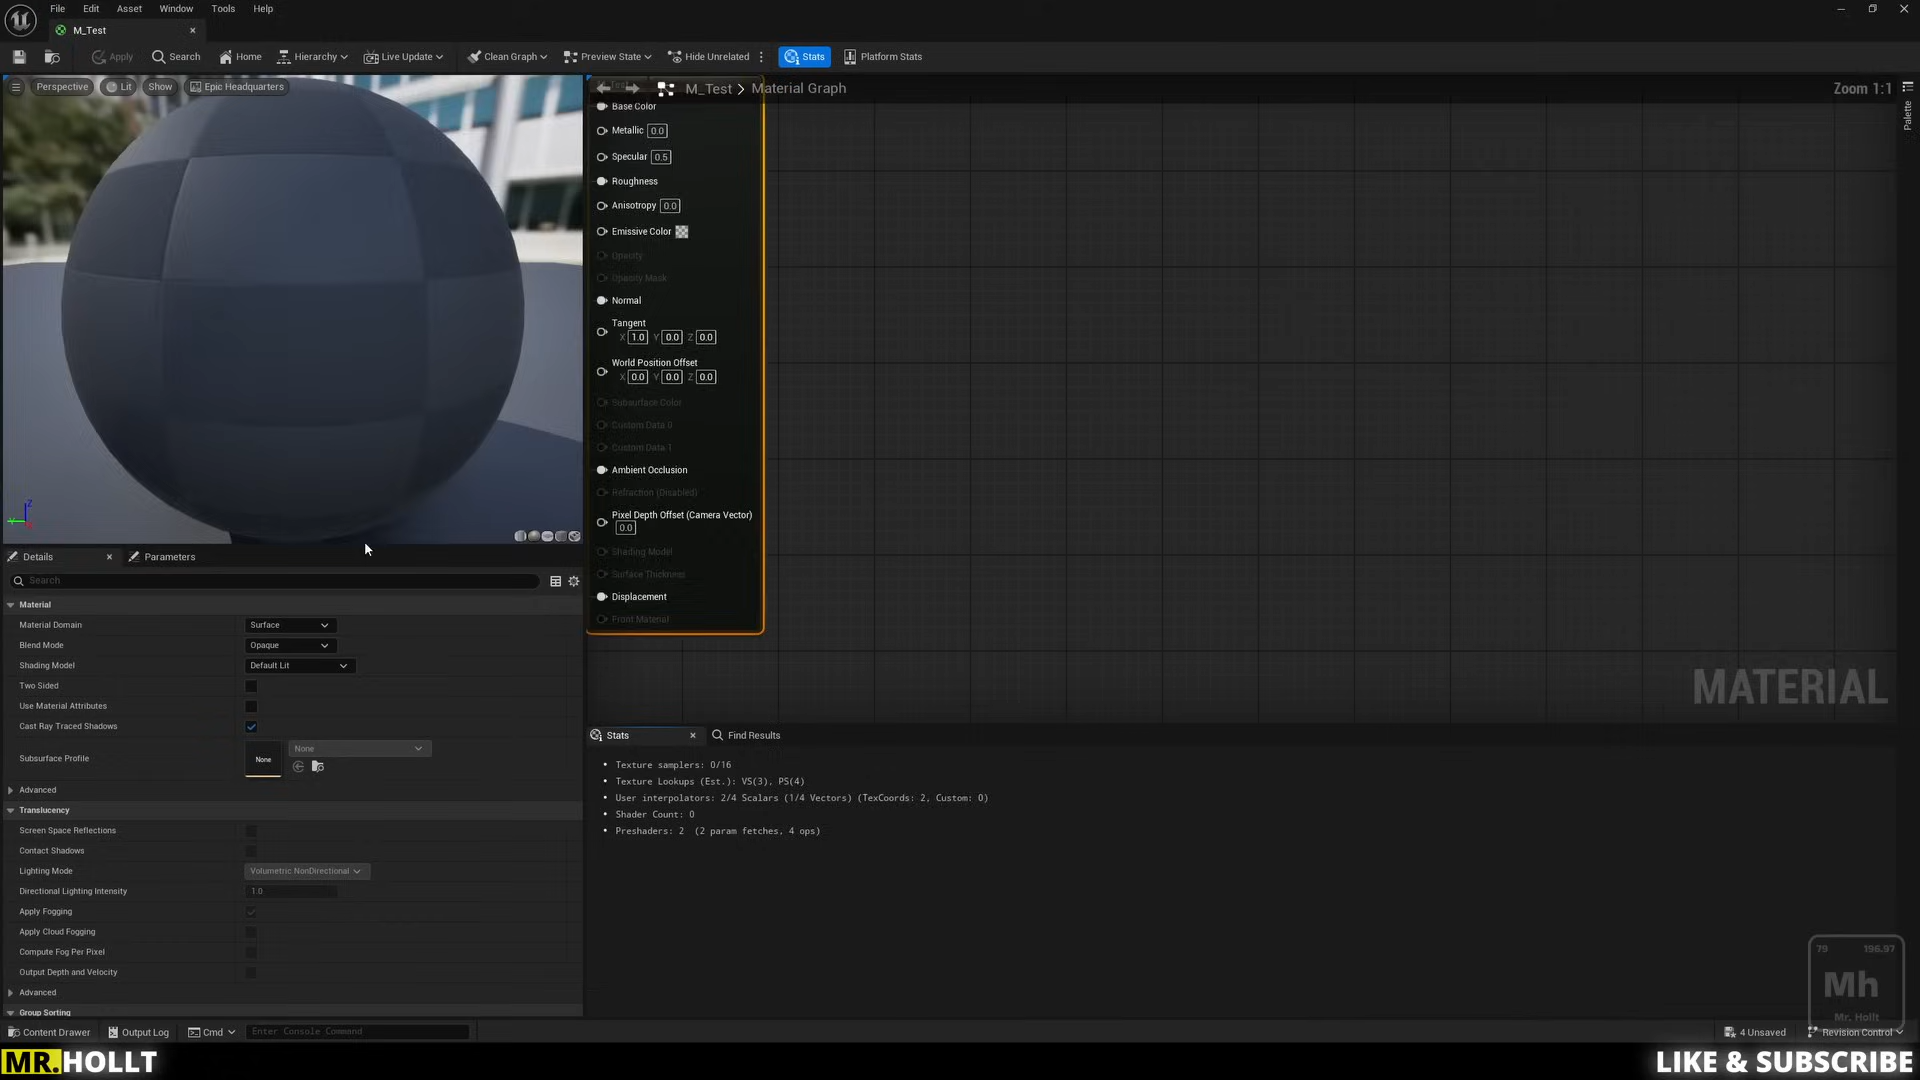 File Edit Asset Window Tools Help
M_Test
Apply Search Home Hierarchy Live Update Clean Graph Preview State Hide Unrelated Stats Platform Stats
Perspective Lit Show Epic Headquarters
M_Test Material Graph Zoom 1:1
Palette
Base Color
Metallic 0.0
Specular 0.5
Roughness
Anisotropy 0.0
Emissive Color
Opacity
Opacity Mask
Normal
Tangent
X 1.0 Y 0.0 Z 0.0
World Position Offset
X 0.0 Y 0.0 Z 0.0
Subsurface Color
Custom Data 0
Custom Data 1
Ambient Occlusion
Refraction (Disabled)
Pixel Depth Offset (Camera Vector)
0.0
Shading Model
Surface Thickness
Displacement
Front Material
MATERIAL
Details Parameters
Search
Material
Material Domain Surface
Blend Mode Opaque
Shading Model Default Lit
Two Sided
Use Material Attributes
Cast Ray Traced Shadows
Subsurface Profile None None
Advanced
Translucency
Screen Space Reflections
Contact Shadows
Lighting Mode Volumetric NonDirectional
Directional Lighting Intensity 1.0
Apply Fogging
Apply Cloud Fogging
Compute Fog Per Pixel
Output Depth and Velocity
Advanced
Group Sorting
Stats Find Results
Texture samplers: 0/16
Texture Lookups (Est.): VS(3), PS(4)
User interpolators: 2/4 Scalars (1/4 Vectors) (TexCoords: 2, Custom: 0)
Shader Count: 0
Preshaders: 2 (2 param fetches, 4 ops)
79 196.97
Mh
Mr. Hollt
Content Drawer Output Log Cmd Enter Console Command 4 Unsaved Revision Control
MR.HOLLT LIKE & SUBSCRIBE